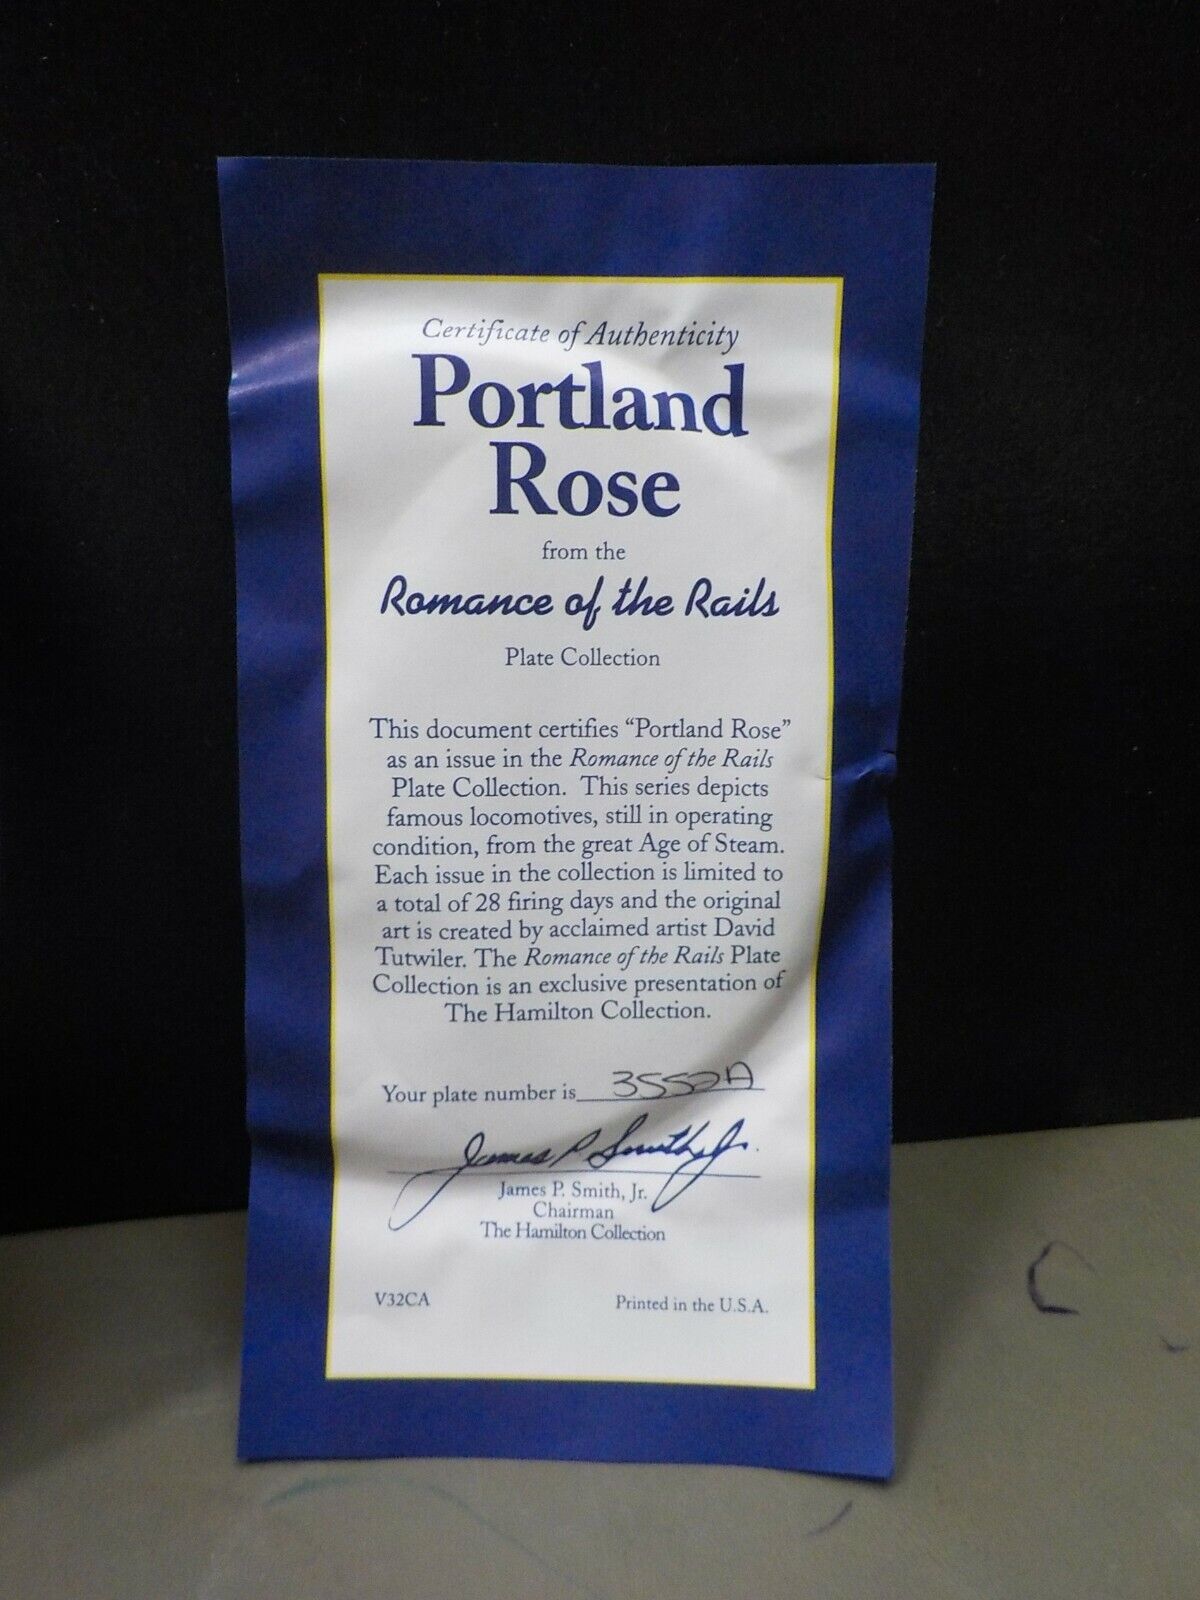 Certificate of Authenticity
Portland
Rose
from the
Romance of the Rails
Plate Collection
This document certifies “Portland Rose”
as an issue in the Romance of the Rails
Plate Collection. This series depicts
famous locomotives, still in operating
condition, from the great Age of Steam.
Each issue in the collection is limited to
a total of 28 firing days and the original
art is created by acclaimed artist David
Tutwiler. The Romance of the Rails Plate
Collection is an exclusive presentation of
The Hamilton Collection.
Your plate number is 3552A
James P. Smith, Jr.
James P. Smith, Jr.
Chairman
The Hamilton Collection
V32CA
Printed in the U.S.A.